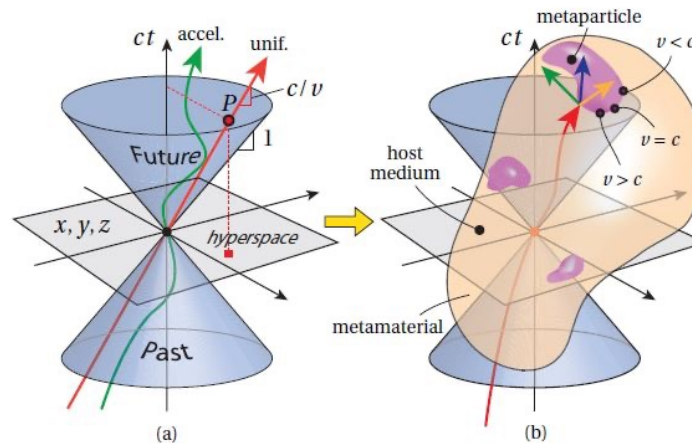 ct
accel.
unif.
c/v
P
1
Future
x, y, z
hyperspace
Past
(a)
metaparticle
ct
v < c
v = c
v > c
host
medium
metamaterial
(b)